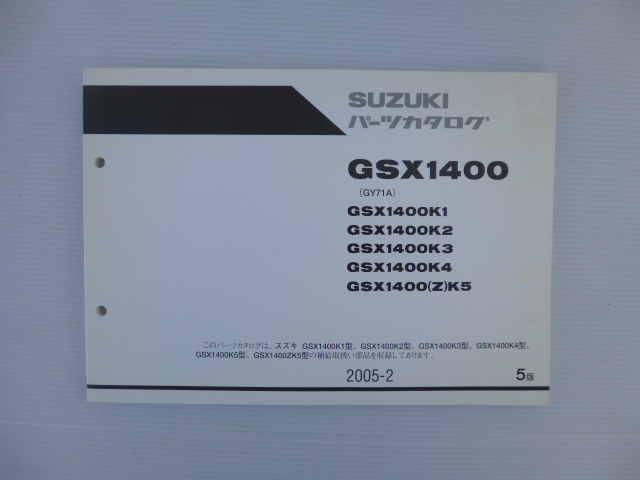 SUZUKI
パーツカタログ
GSX1400
(GY71A)
GSX1400K1
GSX1400K2
GSX1400K3
GSX1400K4
GSX1400(Z)K5
このパーツカタログは、スズキ GSX1400K1型、GSX1400K2型、GSX1400K3型、GSX1400K4型、
GSX1400K5型、GSX1400ZK5型の補給取扱い部品を収録してあります。
2005-2
5版